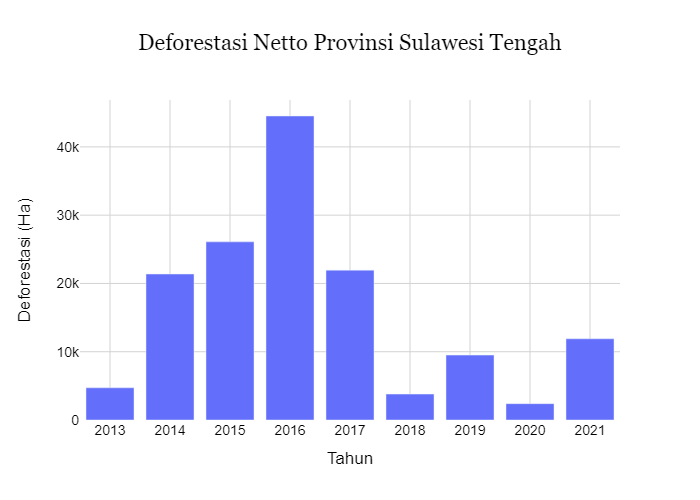 Deforestasi Netto Provinsi Sulawesi Tengah
Deforestasi (Ha)
40k
30k
20k
10k
0
2013 2014 2015 2016 2017 2018 2019 2020 2021
Tahun